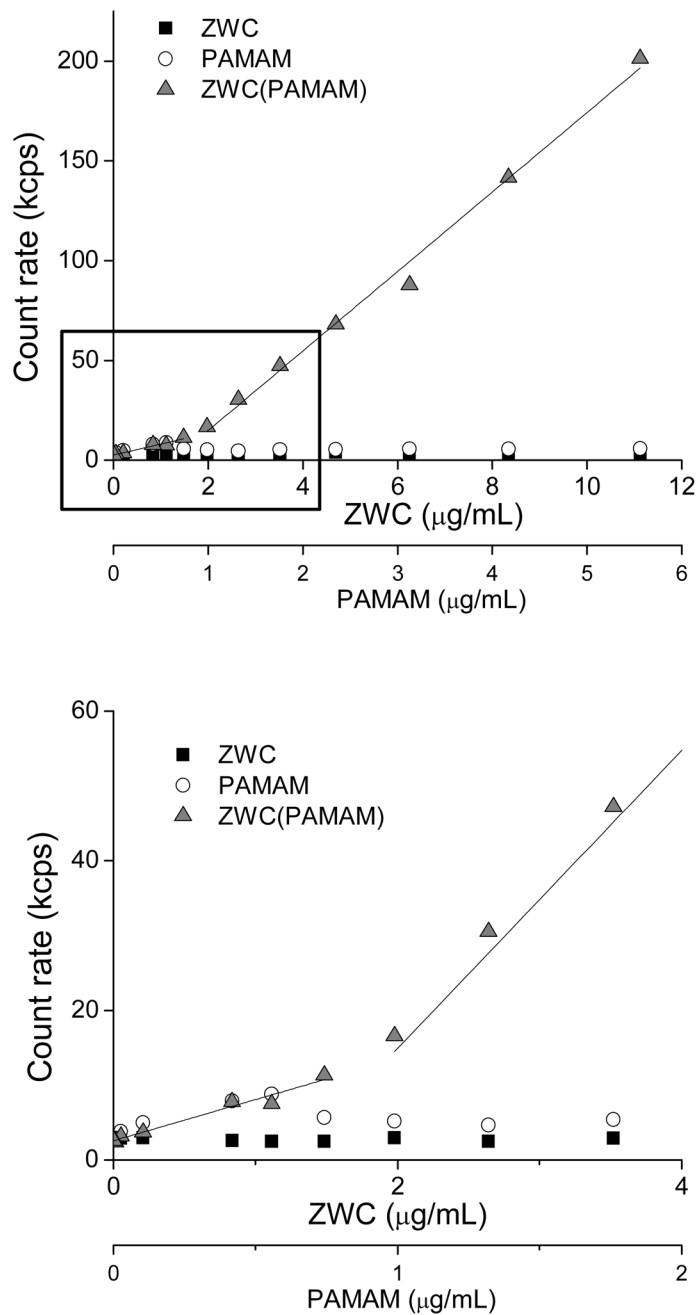 ZWC
PAMAM
ZWC(PAMAM)
Count rate (kcps)
200
150
100
50
0
0 2 4 6 8 10 12
ZWC (μg/mL)
0 1 2 3 4 5 6
PAMAM (μg/mL)
60
ZWC
PAMAM
ZWC(PAMAM)
Count rate (kcps)
40
20
0
0 2 4
ZWC (μg/mL)
0 1 2
PAMAM (μg/mL)